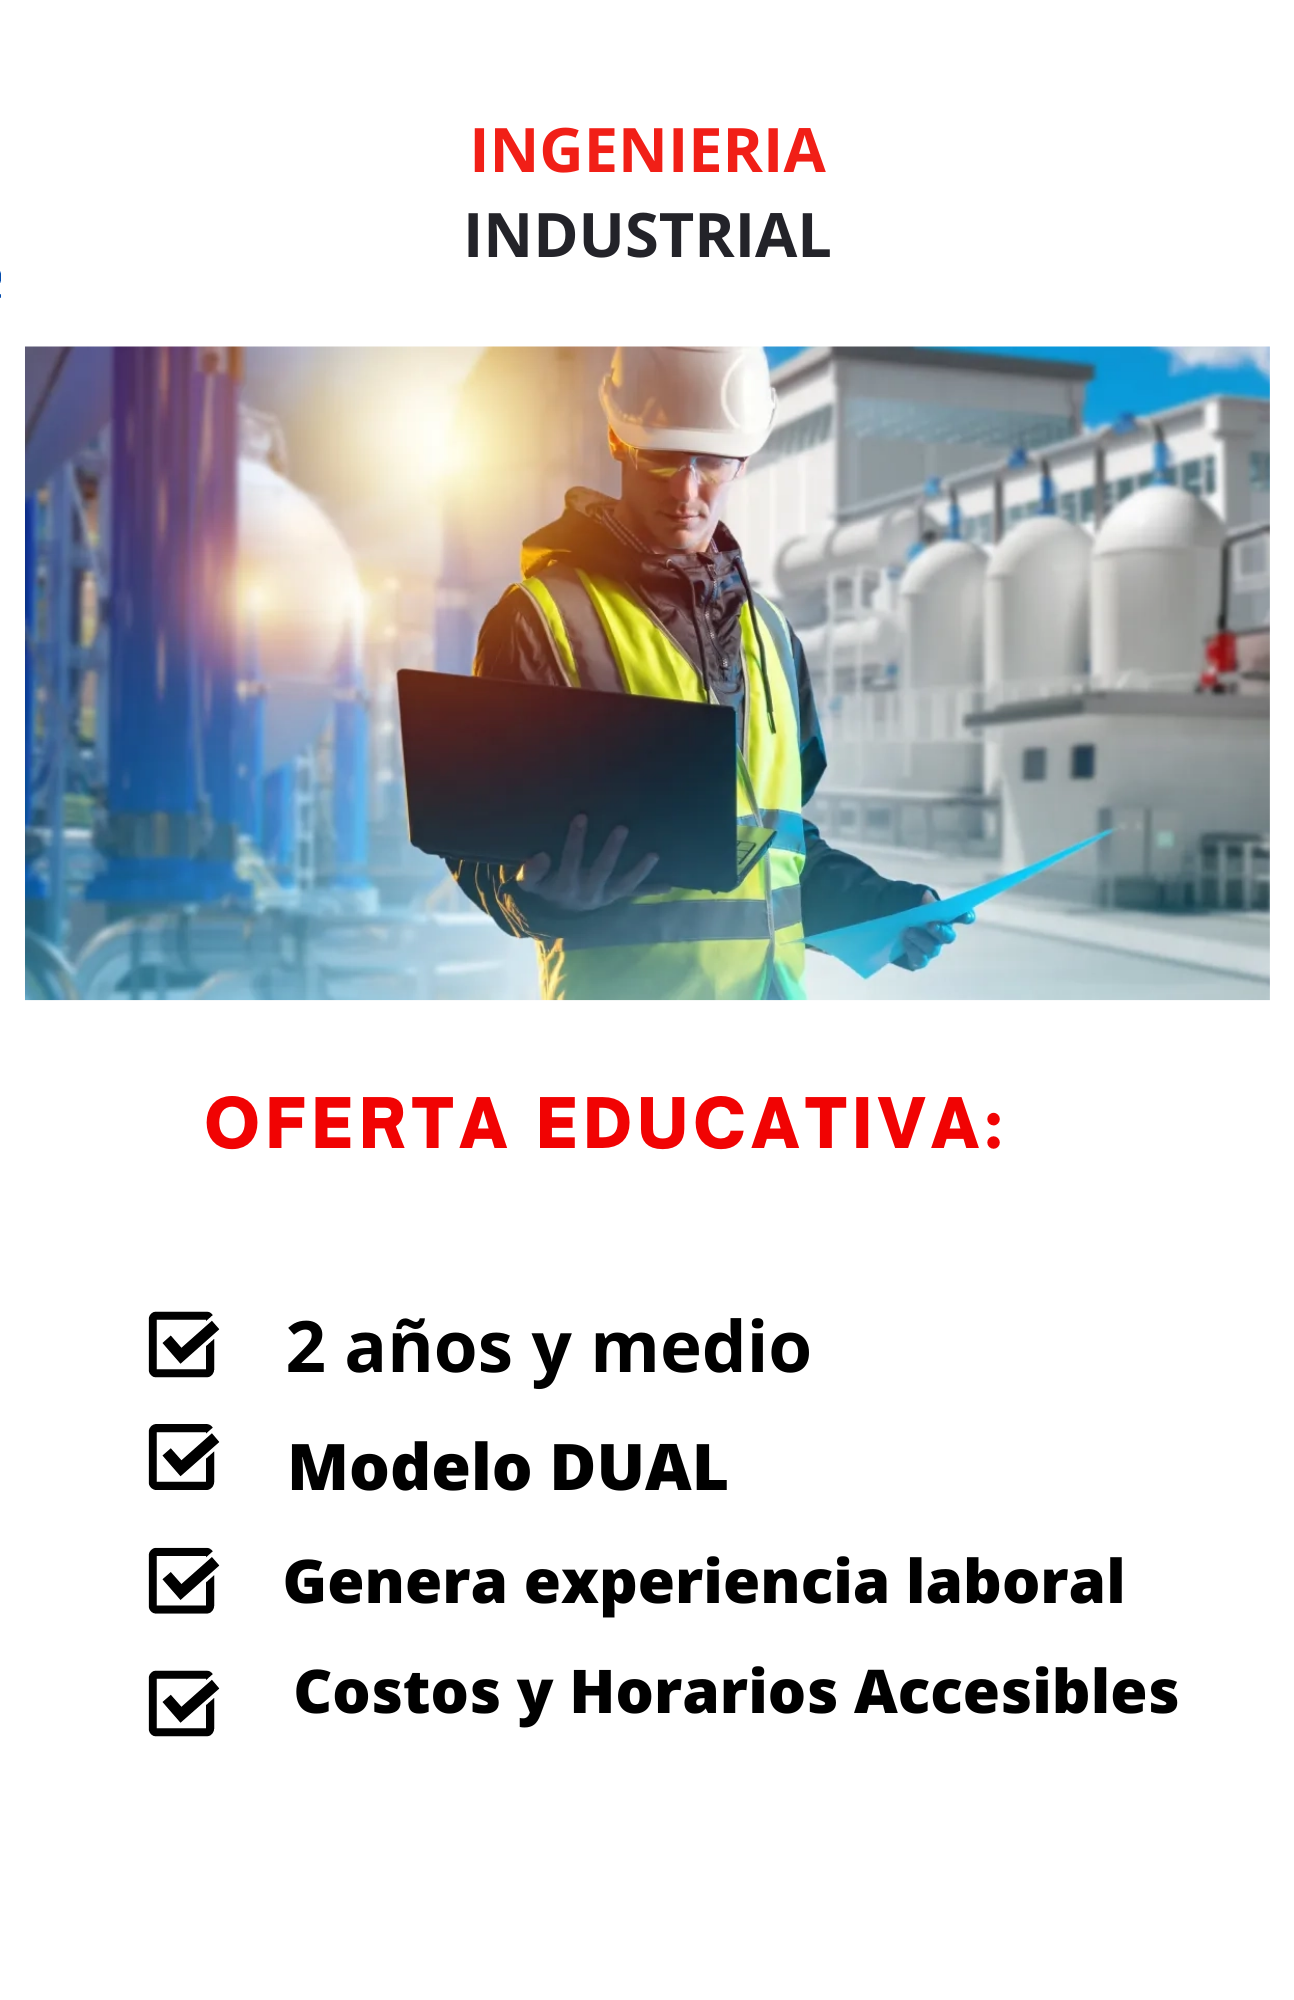 INGENIERIA
INDUSTRIAL
OFERTA EDUCATIVA:
2 años y medio
Modelo DUAL
Genera experiencia laboral
Costos y Horarios Accesibles